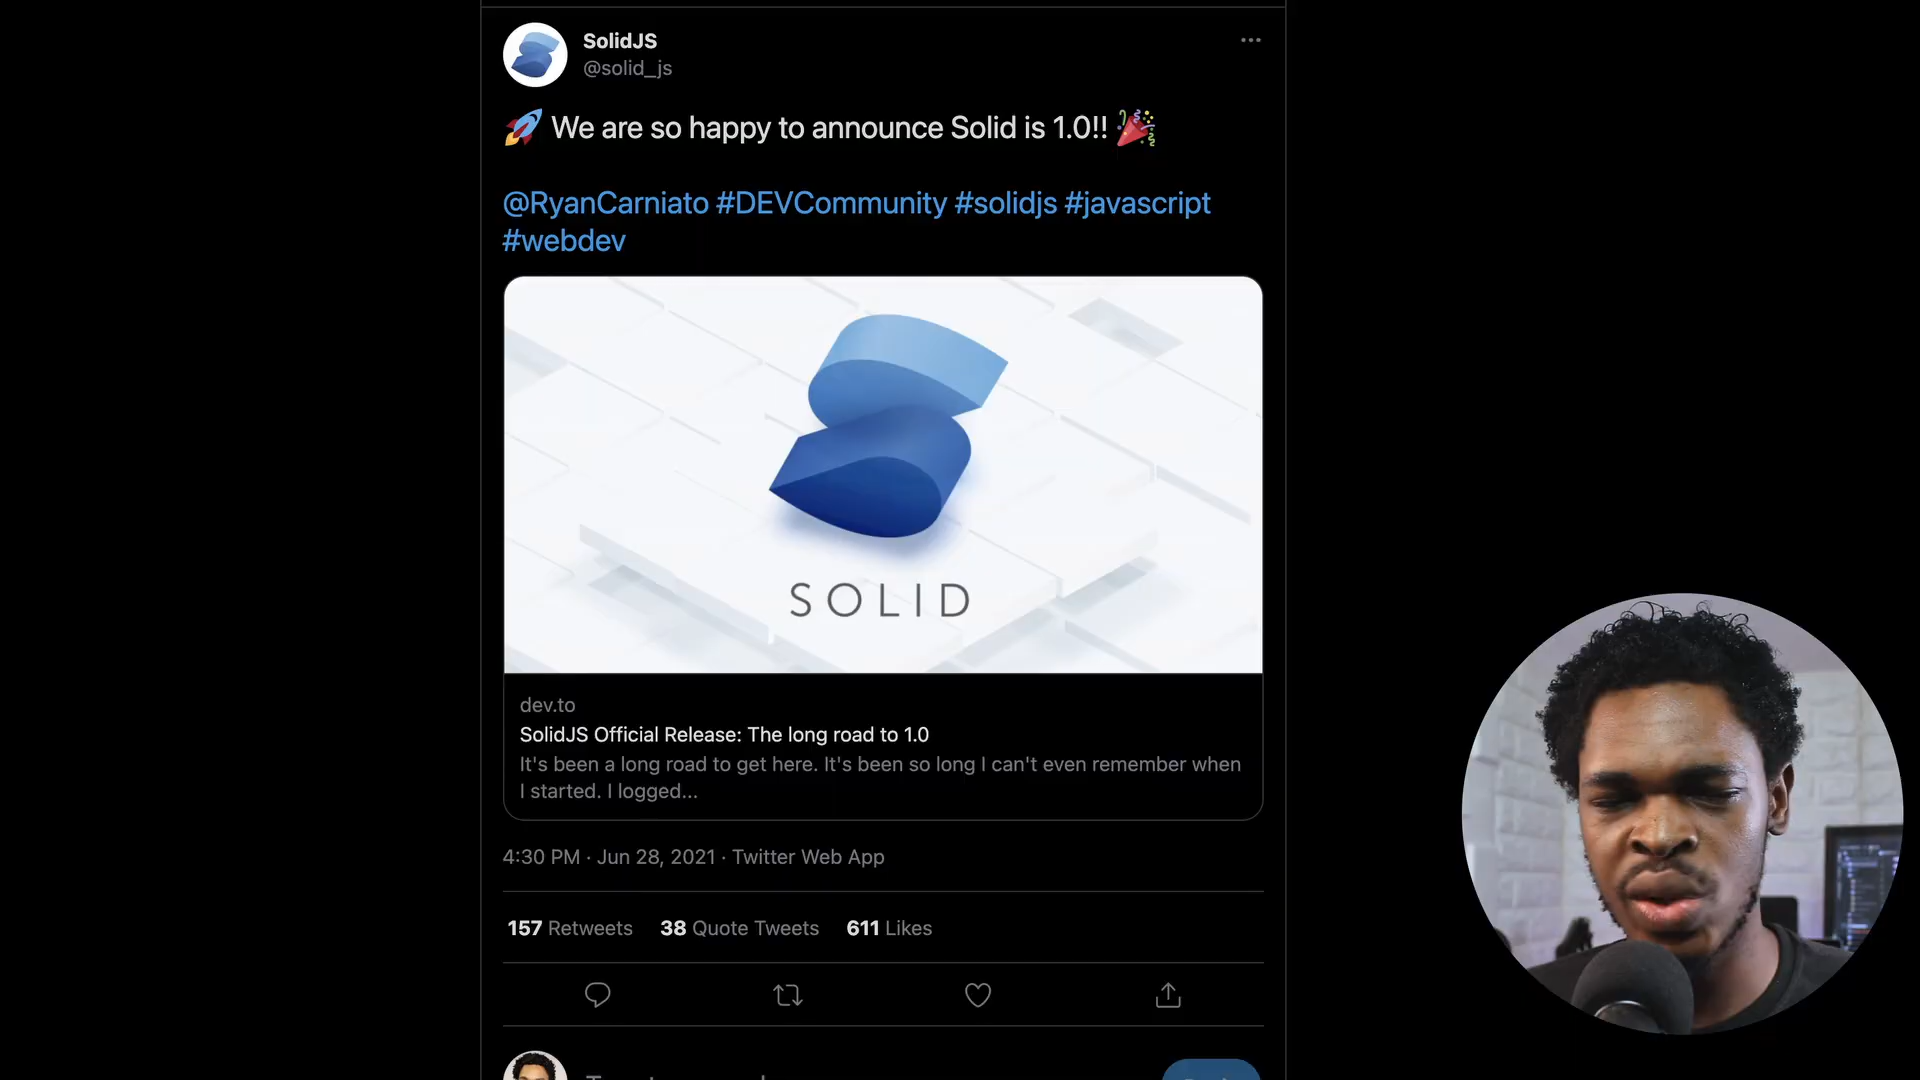 SolidJS
@solid_js
🚀 We are so happy to announce Solid is 1.0!! 🎉
@RyanCarniato #DEVCommunity #solidjs #javascript
#webdev
SOLID
dev.to
SolidJS Official Release: The long road to 1.0
It's been a long road to get here. It's been so long I can't even remember when
I started. I logged...
4:30 PM · Jun 28, 2021 · Twitter Web App
157 Retweets 38 Quote Tweets 611 Likes